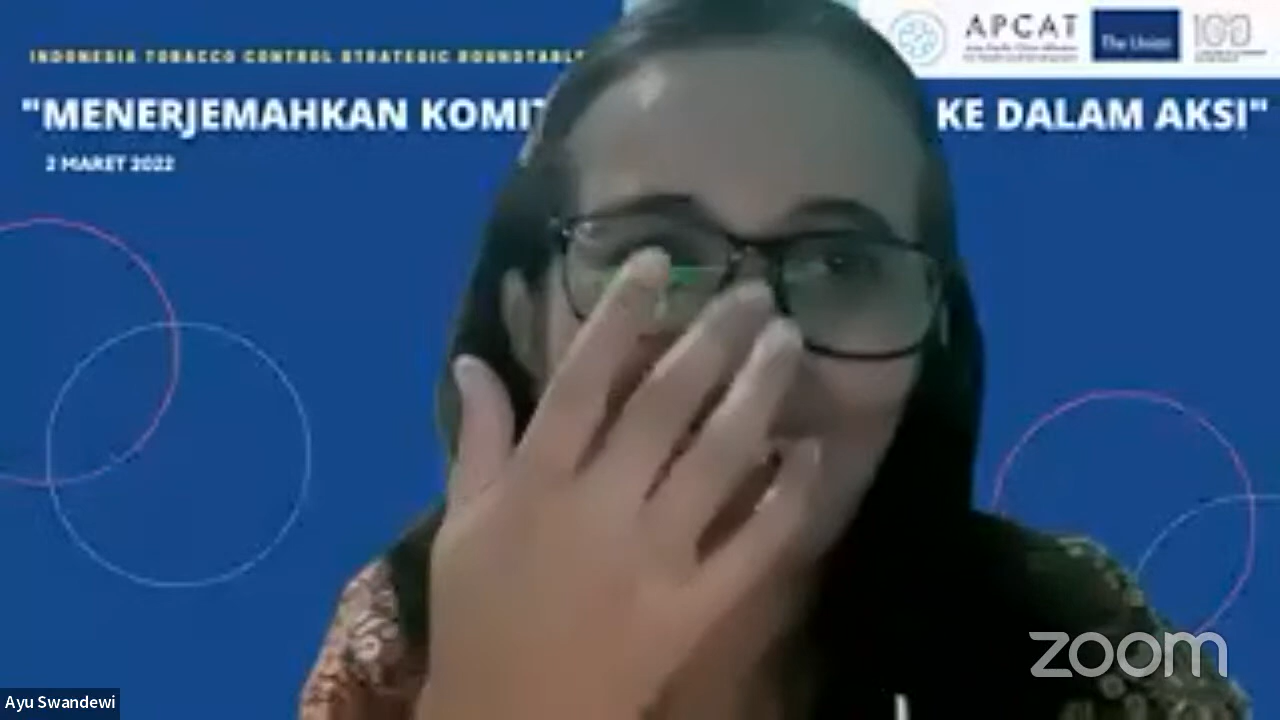 INDONESIA TOBACCO CONTROL STRATEGIC ROUNDTABLE
APCAT
The Union
100
"MENERJEMAHKAN KOMIT
KE DALAM AKSI"
2 MARET 2022
zoom
Ayu Swandewi